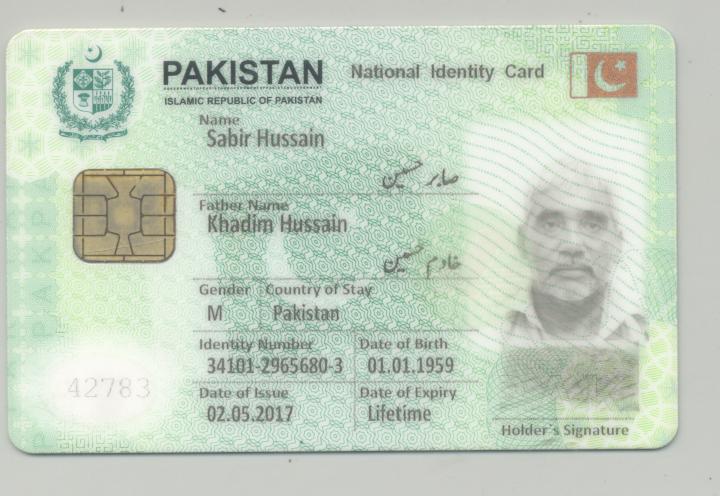 PAKISTAN National Identity Card
ISLAMIC REPUBLIC OF PAKISTAN
Name
Sabir Hussain
صابر حسین
Father Name
Khadim Hussain
خادم حسین
Gender Country of Stay
M Pakistan
Identity Number Date of Birth
34101-2965680-3 01.01.1959
Date of Issue Date of Expiry
42783
02.05.2017 Lifetime
Holder's Signature